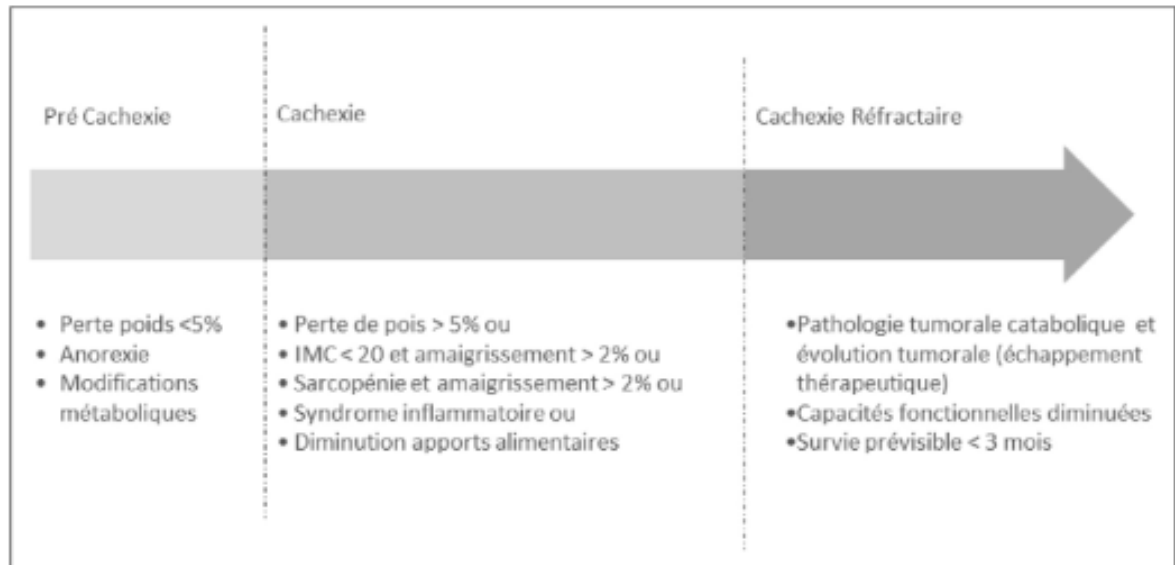 Pré Cachexie
Cachexie
Cachexie Réfractaire
• Perte poids <5%
• Anorexie
• Modifications
métaboliques
• Perte de pois > 5% ou
• IMC < 20 et amaigrissement > 2% ou
• Sarcopénie et amaigrissement > 2% ou
• Syndrome inflammatoire ou
• Diminution apports alimentaires
•Pathologie tumorale catabolique et
évolution tumorale (échappement
thérapeutique)
•Capacités fonctionnelles diminuées
•Survie prévisible < 3 mois